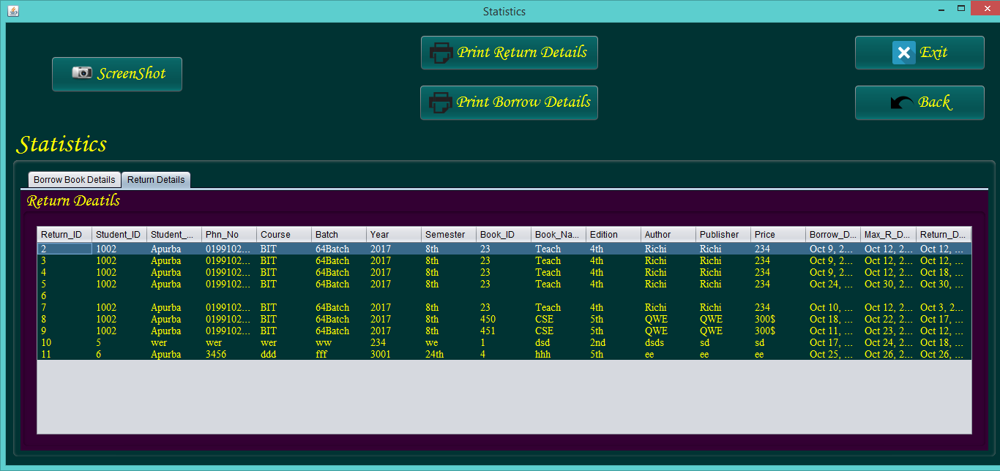 Statistics
ScreenShot
Print Return Details
Exit
Print Borrow Details
Back
Statistics
Borrow Book Details Return Details
Return Deatils
Return_ID Student_ID Student_... Phn_No Course Batch Year Semester Book_ID Book_Na... Edition Author Publisher Price Borrow_D... Max_R_D... Return_D...
2 1002 Apurba 0199102... BIT 64Batch 2017 8th 23 Teach 4th Richi Richi 234 Oct 9, 2... Oct 12, 2... Oct 12, ...
3 1002 Apurba 0199102... BIT 64Batch 2017 8th 23 Teach 4th Richi Richi 234 Oct 9, 2... Oct 12, 2... Oct 12, ...
4 1002 Apurba 0199102... BIT 64Batch 2017 8th 23 Teach 4th Richi Richi 234 Oct 9, 2... Oct 12, 2... Oct 18, ...
5 1002 Apurba 0199102... BIT 64Batch 2017 8th 23 Teach 4th Richi Richi 234 Oct 24, ... Oct 30, 2... Oct 30, ...
6
7 1002 Apurba 0199102... BIT 64Batch 2017 8th 23 Teach 4th Richi Richi 234 Oct 10, ... Oct 12, 2... Oct 3, 2...
8 1002 Apurba 0199102... BIT 64Batch 2017 8th 450 CSE 5th QWE QWE 300$ Oct 18, ... Oct 22, 2... Oct 17, ...
9 1002 Apurba 0199102... BIT 64Batch 2017 8th 451 CSE 5th QWE QWE 300$ Oct 11, ... Oct 23, 2... Oct 12, ...
10 5 wer wer wer ww 234 we 1 dsd 2nd dsds sd sd Oct 17, ... Oct 24, 2... Oct 18, ...
11 6 Apurba 3456 ddd fff 3001 24th 4 hhh 5th ee ee ee Oct 25, ... Oct 26, 2... Oct 26, ...